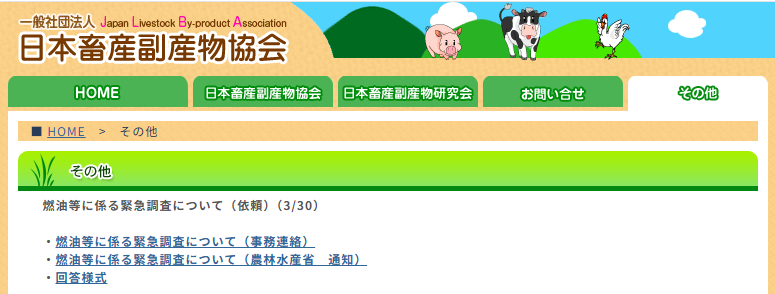 一般社団法人 Japan Livestock By-product Association
日本畜産副産物協会
HOME 日本畜産副産物協会 日本畜産副産物研究会 お問い合せ その他
■ HOME > その他
その他
燃油等に係る緊急調査について（依頼）（3/30）
・燃油等に係る緊急調査について（事務連絡）
・燃油等に係る緊急調査について（農林水産省　通知）
・回答様式